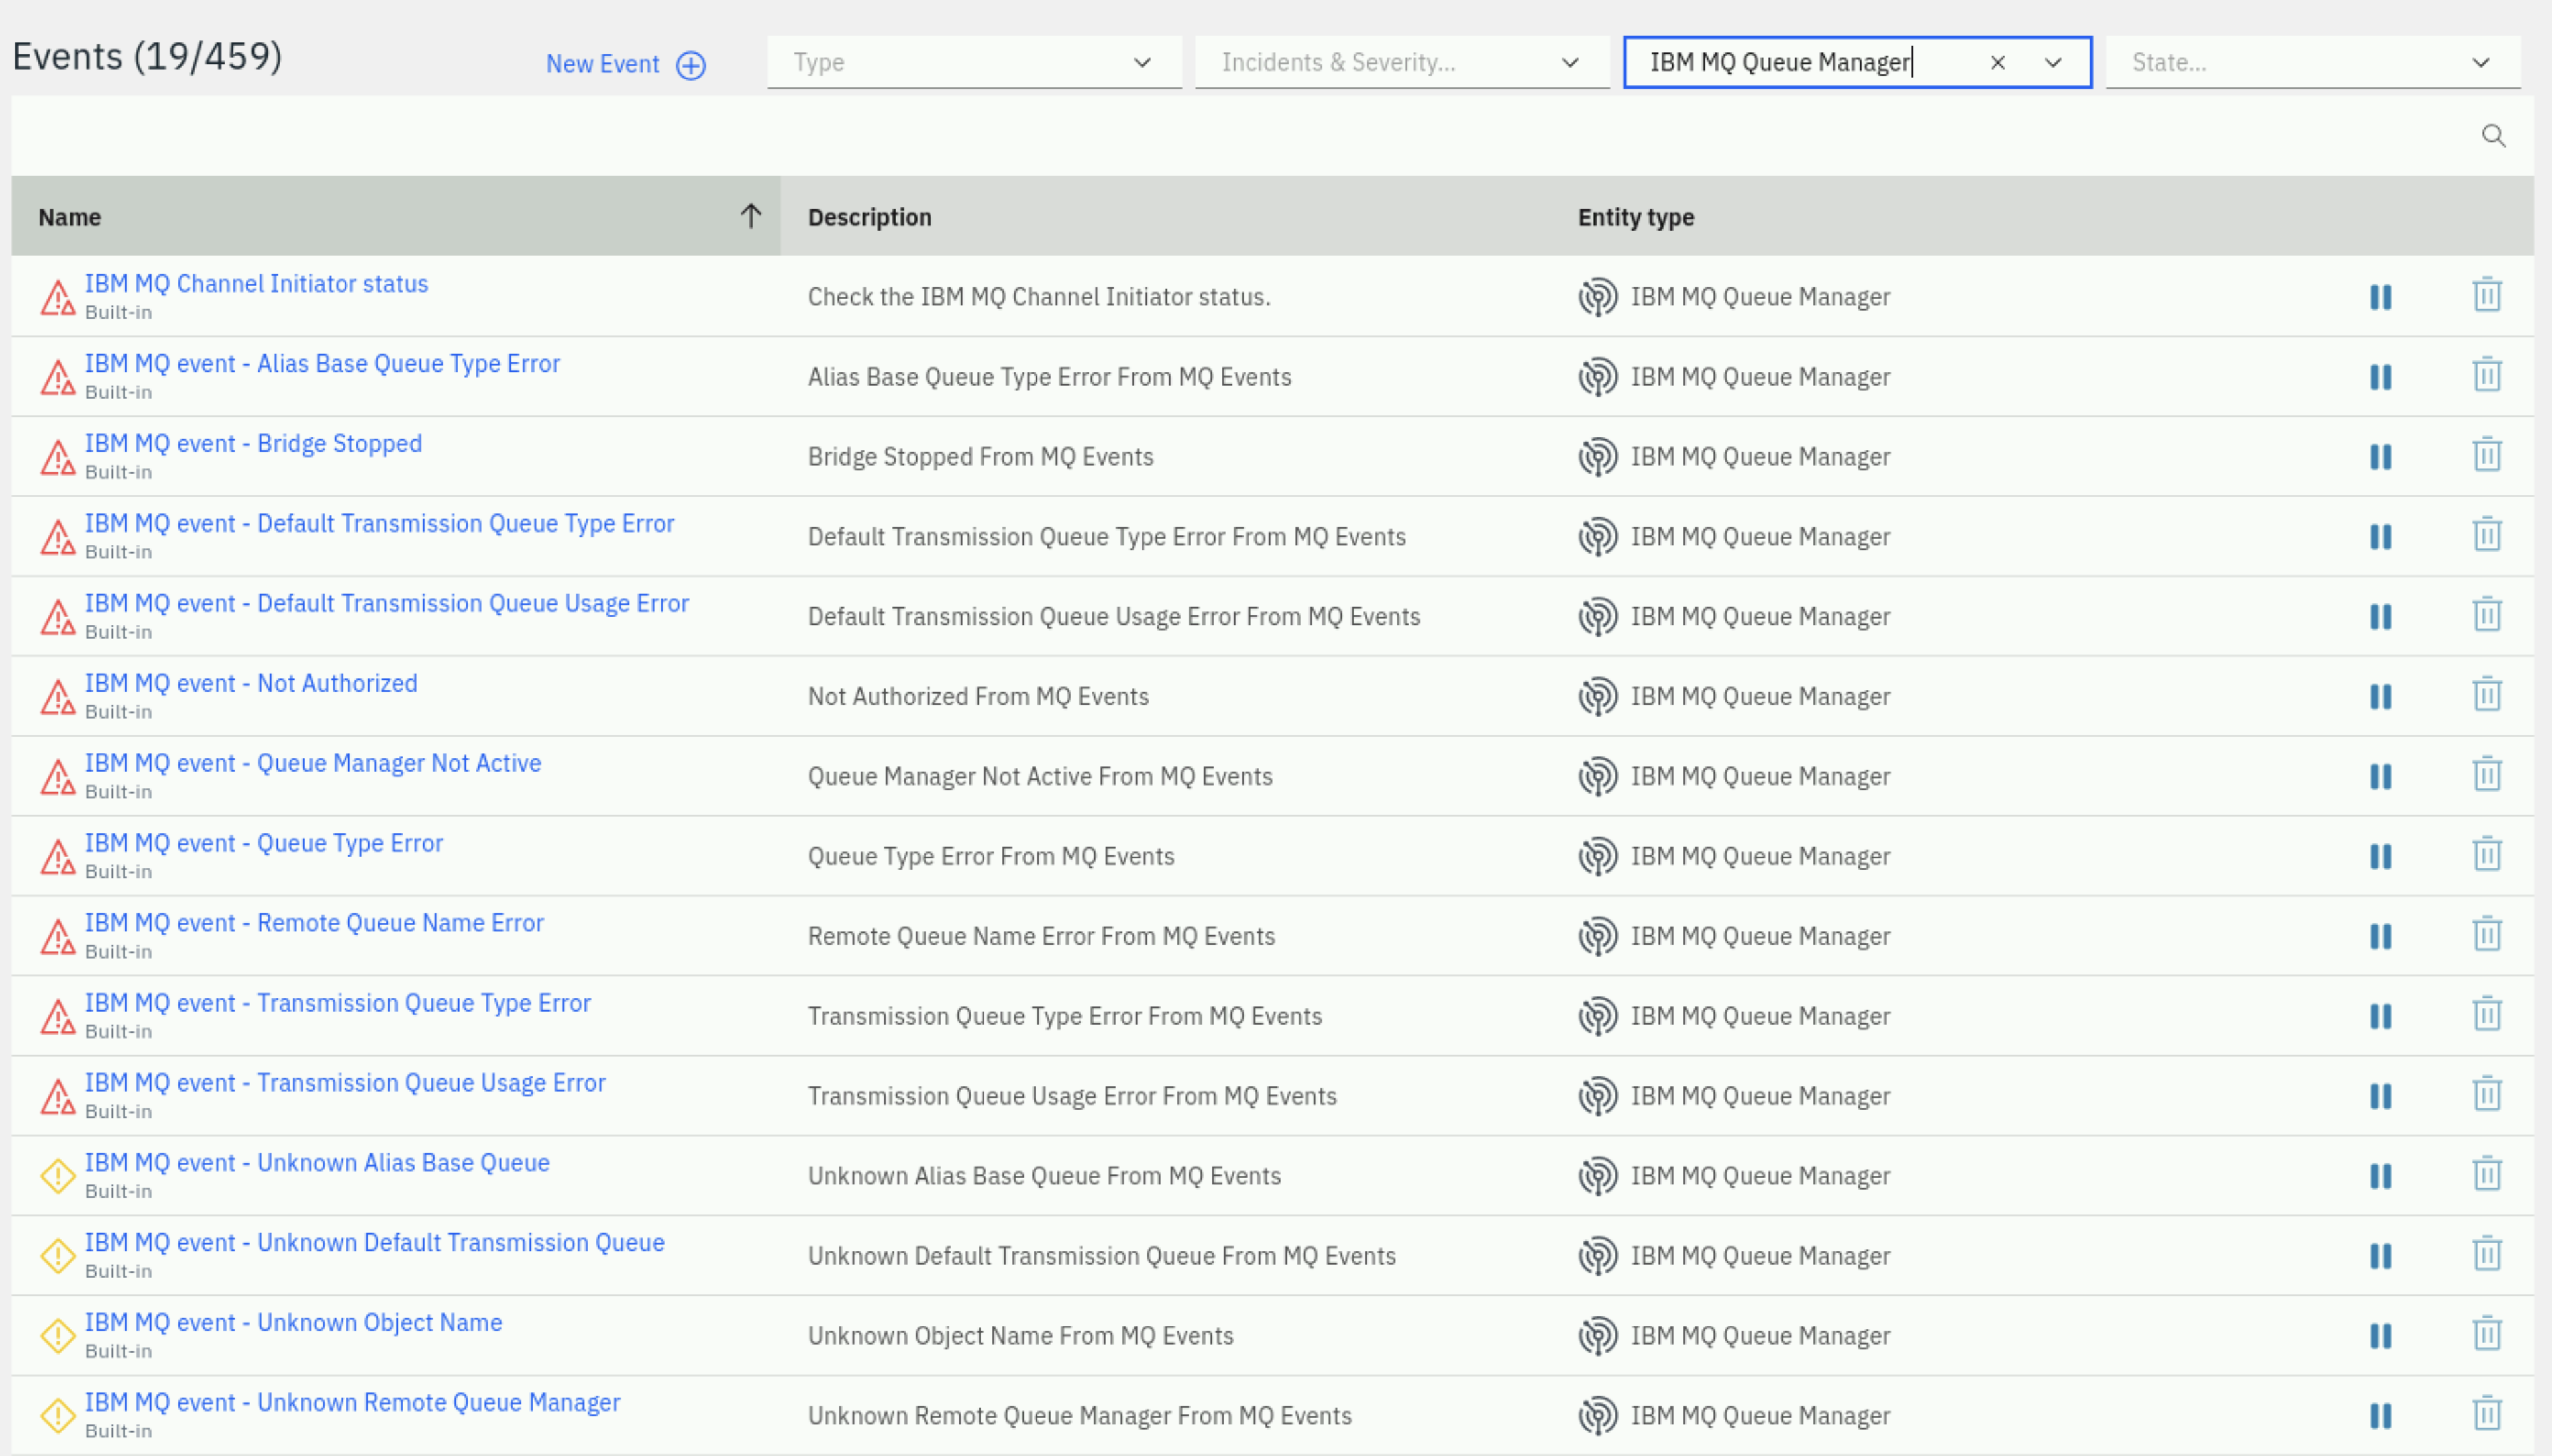 Events (19/459)
New Event
Type
Incidents & Severity...
IBM MQ Queue Manager
State...
Name
Description
Entity type
IBM MQ Channel Initiator status
Built-in
Check the IBM MQ Channel Initiator status.
IBM MQ Queue Manager
IBM MQ event - Alias Base Queue Type Error
Built-in
Alias Base Queue Type Error From MQ Events
IBM MQ Queue Manager
IBM MQ event - Bridge Stopped
Built-in
Bridge Stopped From MQ Events
IBM MQ Queue Manager
IBM MQ event - Default Transmission Queue Type Error
Built-in
Default Transmission Queue Type Error From MQ Events
IBM MQ Queue Manager
IBM MQ event - Default Transmission Queue Usage Error
Built-in
Default Transmission Queue Usage Error From MQ Events
IBM MQ Queue Manager
IBM MQ event - Not Authorized
Built-in
Not Authorized From MQ Events
IBM MQ Queue Manager
IBM MQ event - Queue Manager Not Active
Built-in
Queue Manager Not Active From MQ Events
IBM MQ Queue Manager
IBM MQ event - Queue Type Error
Built-in
Queue Type Error From MQ Events
IBM MQ Queue Manager
IBM MQ event - Remote Queue Name Error
Built-in
Remote Queue Name Error From MQ Events
IBM MQ Queue Manager
IBM MQ event - Transmission Queue Type Error
Built-in
Transmission Queue Type Error From MQ Events
IBM MQ Queue Manager
IBM MQ event - Transmission Queue Usage Error
Built-in
Transmission Queue Usage Error From MQ Events
IBM MQ Queue Manager
IBM MQ event - Unknown Alias Base Queue
Built-in
Unknown Alias Base Queue From MQ Events
IBM MQ Queue Manager
IBM MQ event - Unknown Default Transmission Queue
Built-in
Unknown Default Transmission Queue From MQ Events
IBM MQ Queue Manager
IBM MQ event - Unknown Object Name
Built-in
Unknown Object Name From MQ Events
IBM MQ Queue Manager
IBM MQ event - Unknown Remote Queue Manager
Built-in
Unknown Remote Queue Manager From MQ Events
IBM MQ Queue Manager